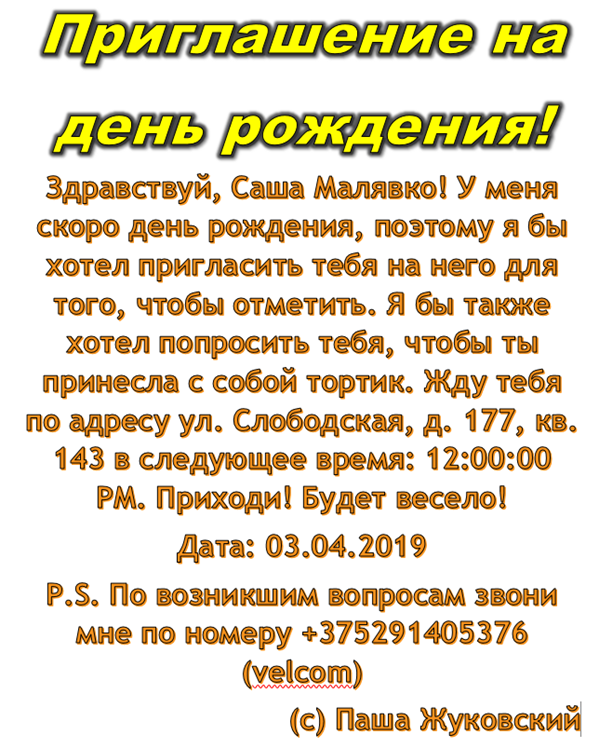 Приглашение на
день рождения!
Здравствуй, Саша Малявко! У меня
скоро день рождения, поэтому я бы
хотел пригласить тебя на него для
того, чтобы отметить. Я бы также
хотел попросить тебя, чтобы ты
принесла с собой тортик. Жду тебя
по адресу ул. Слободская, д. 177, кв.
143 в следующее время: 12:00:00
PM. Приходи! Будет весело!
Дата: 03.04.2019
P.S. По возникшим вопросам звони
мне по номеру +375291405376
(velcom)
(с) Паша Жуковский